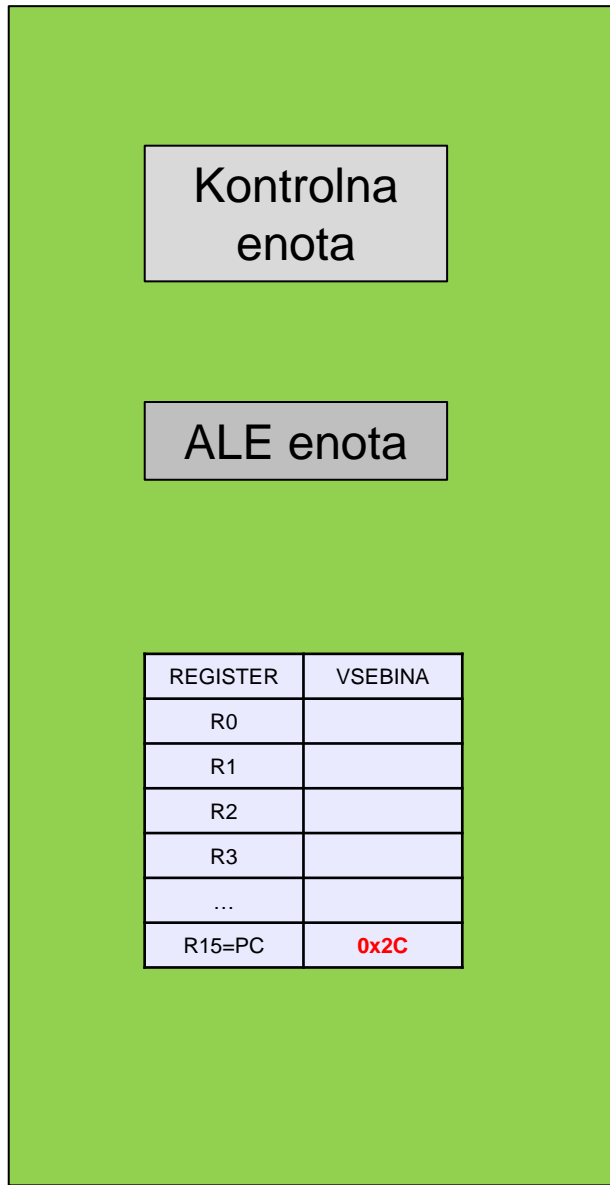 Kontrolna
enota
ALE enota
REGISTER VSEBINA
R0
R1
R2
R3
…
R15=PC 0x2C